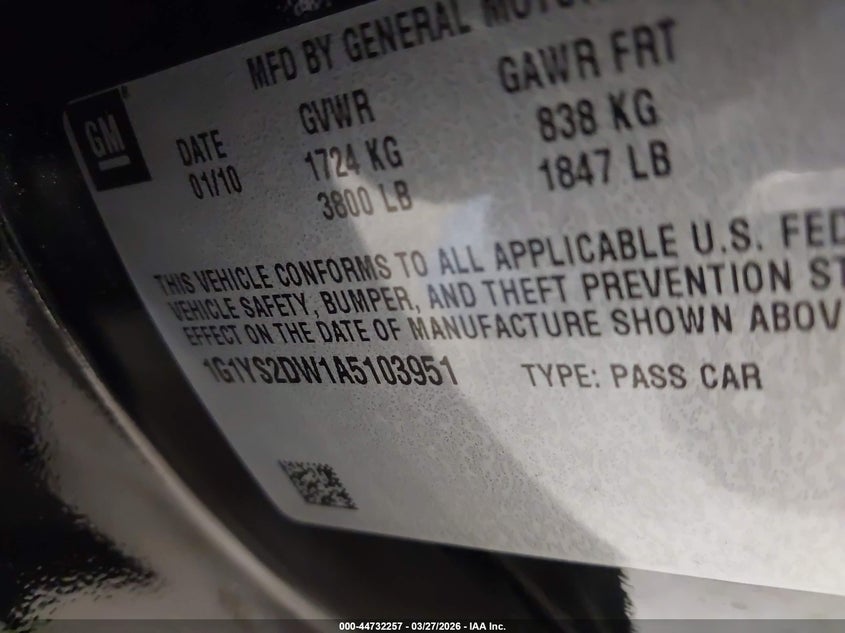 MFD BY GENERAL
GM
DATE
01/10
GVWR
1724 KG
3800 LB
GAWR FRT
838 KG
1847 LB
THIS VEHICLE CONFORMS TO ALL APPLICABLE U.S. FED
VEHICLE SAFETY, BUMPER, AND THEFT PREVENTION ST
EFFECT ON THE DATE OF MANUFACTURE SHOWN ABOV
1G1YS2DW1A5103951 TYPE: PASS CAR
000-44732257 - 03/27/2026 - IAA Inc.